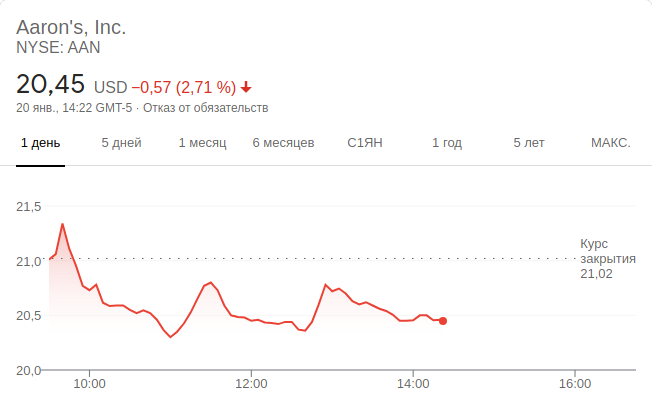 Aaron's, Inc.
NYSE: AAN
20,45 USD −0,57 (2,71 %)
20 янв., 14:22 GMT-5 · Отказ от обязательств
1 день 5 дней 1 месяц 6 месяцев С1ЯН 1 год 5 лет МАКС.
21,5
Курс
21,0 закрытия
21,02
20,5
20,0
10:00 12:00 14:00 16:00